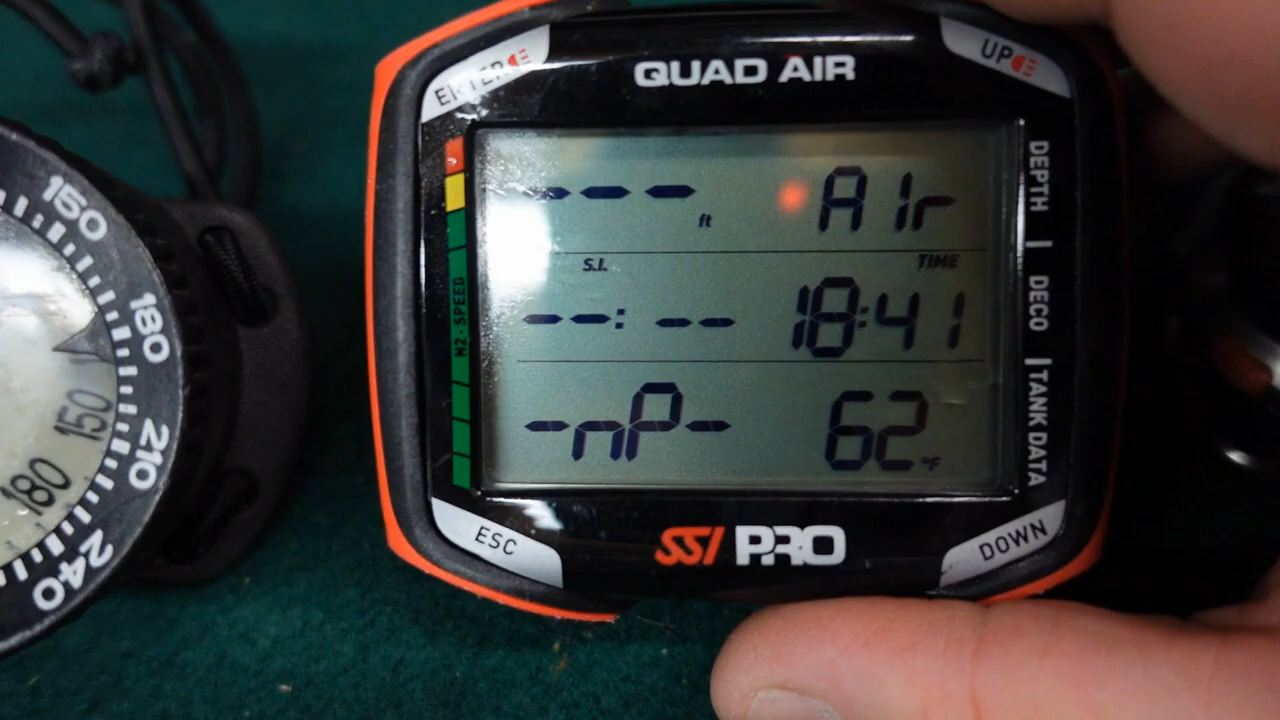 QUAD AIR
ENTER
UP
--- ft AIr
S.I. TIME
--:-- 18:41
-nP- 62 °F
N2-SPEED
DEPTH | DECO | TANK DATA
ESC
SSI PRO
DOWN
150
180
210
240
150
180